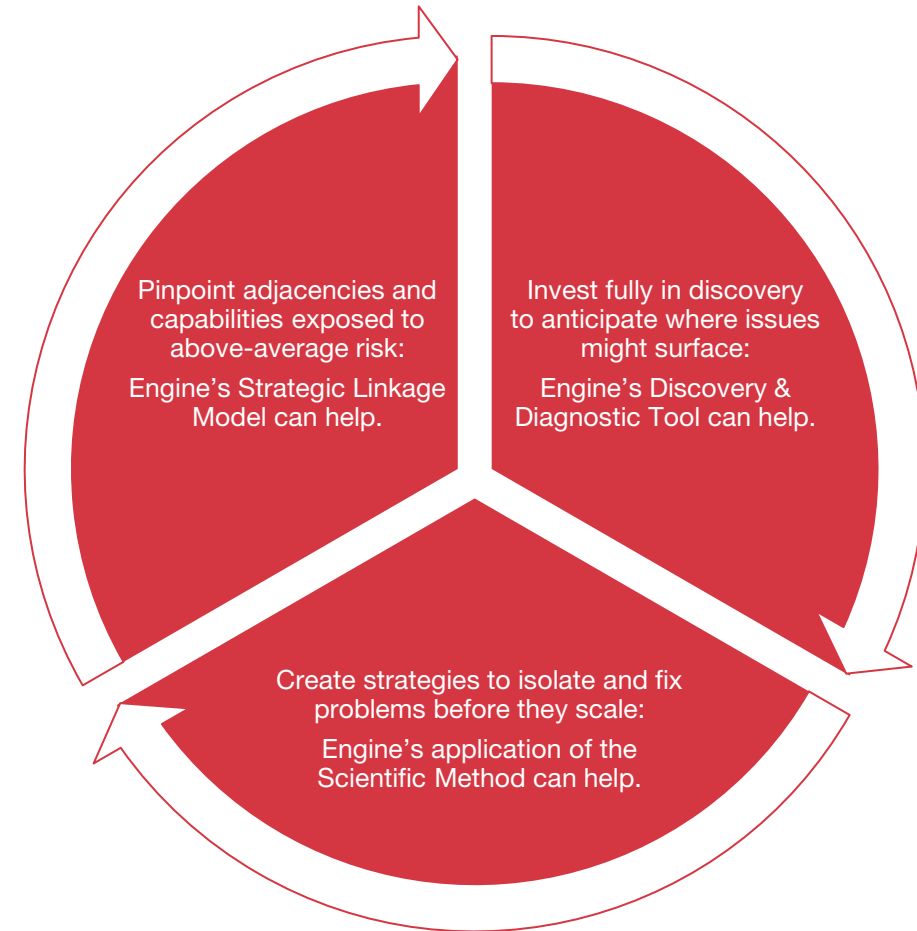 Pinpoint adjacencies and
capabilities exposed to
above-average risk:
Engine’s Strategic Linkage
Model can help.
Invest fully in discovery
to anticipate where issues
might surface:
Engine’s Discovery &
Diagnostic Tool can help.
Create strategies to isolate and fix
problems before they scale:
Engine’s application of the
Scientific Method can help.